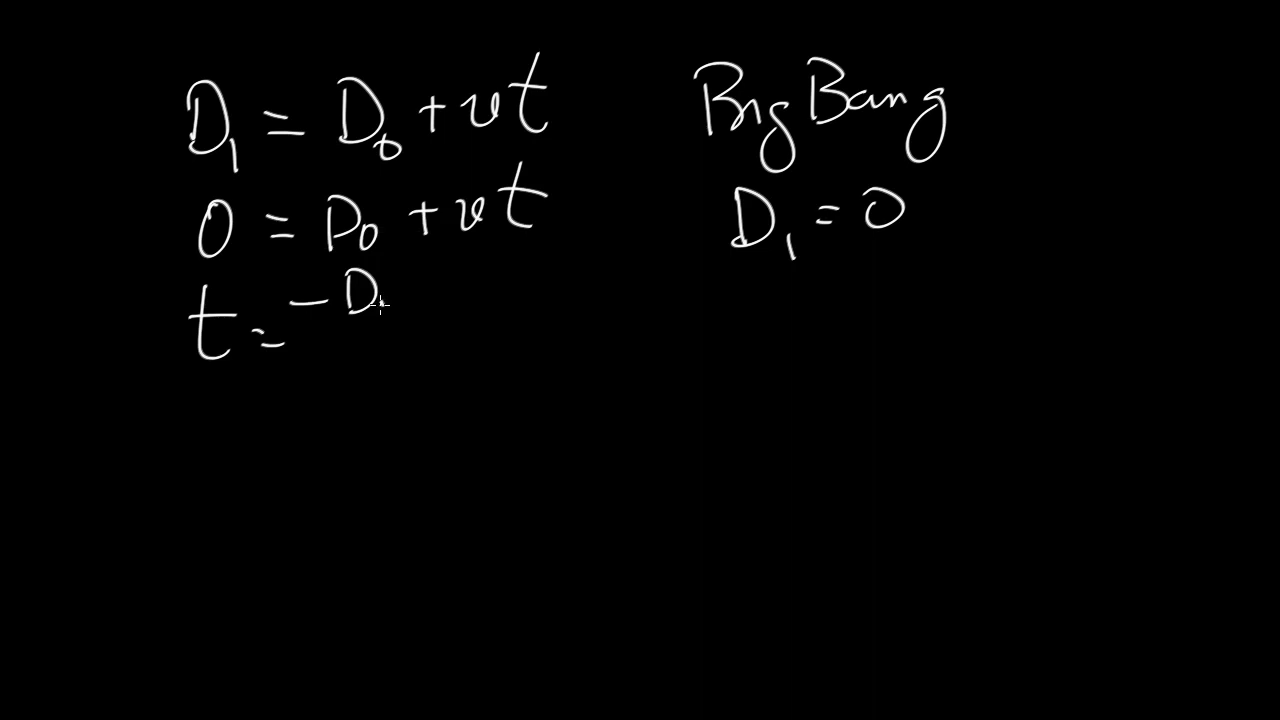 D₁ = D₀ + vt
0 = D₀ + vt
t = - D
Big Bang
D₁ = 0